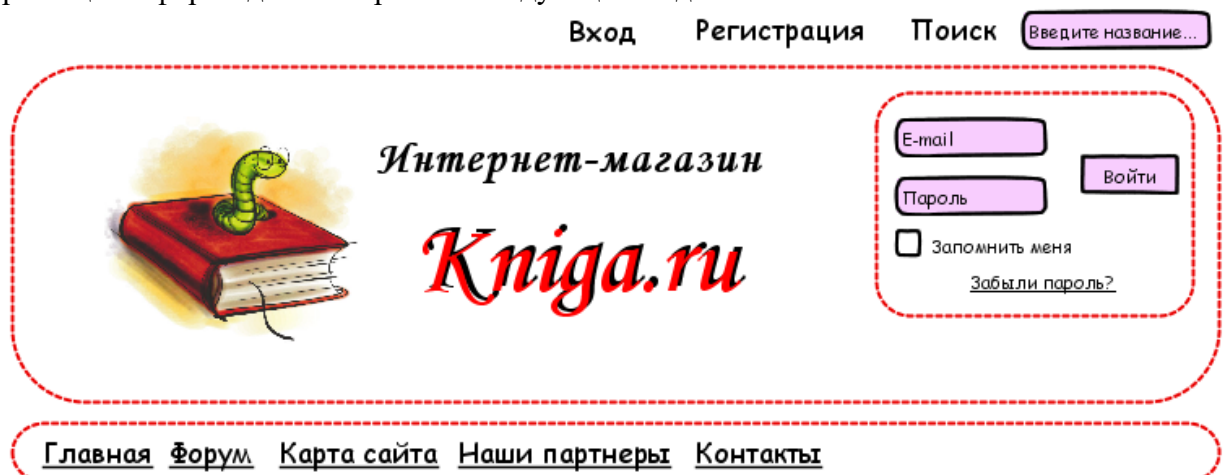 Вход Регистрация Поиск Введите название...
Интернет-магазин
Kniga.ru
E-mail
Войти
Пароль
Запомнить меня
Забыли пароль?
Главная Форум Карта сайта Наши партнеры Контакты